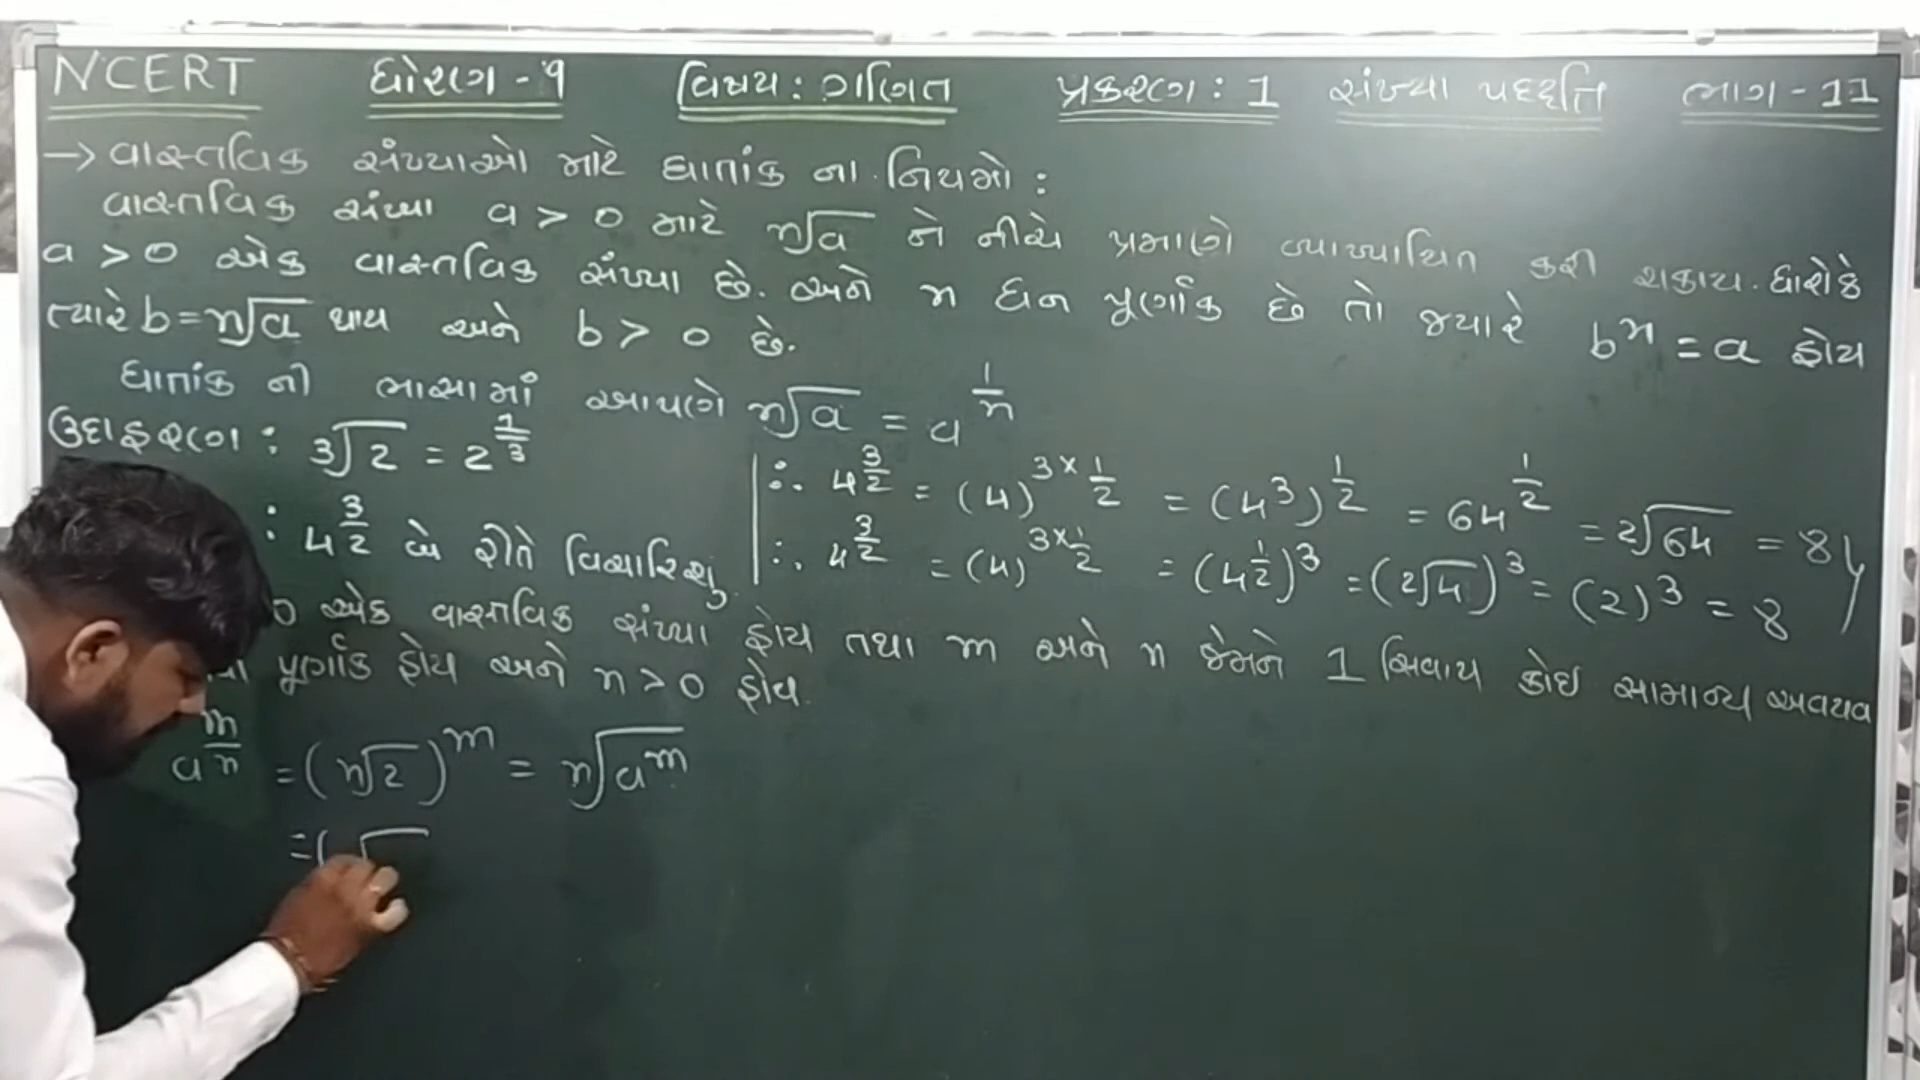 NCERT ધોરણ - ૧ વિષય : ગણિત પ્રકરણ : 1 સંખ્યા પદ્ધતિ ભાગ - 11
→ વાસ્તવિક સંખ્યાઓ માટે ઘાતાંક ના નિયમો :
વાસ્તવિક સંખ્યા a > 0 માટે ⁿ√a ને નીચે પ્રમાણે વ્યાખ્યાયિત કરી શકાય. ધારોકે
a > 0 એક વાસ્તવિક સંખ્યા છે. અને n ધન પૂર્ણાંક છે તો જયારે bⁿ = a હોય
ત્યારે b = ⁿ√a થાય અને b > 0 છે.
ઘાતાંક ની ભાસામાં આપણે ⁿ√a = a^(1/n)
ઉદાહરણ : ³√2 = 2^(1/3)
: 4^(3/2) બે રીતે વિચારિશુ
∴ 4^(3/2) = (4)^(3×1/2) = (4³)^(1/2) = 64^(1/2) = ²√64 = 8
∴ 4^(3/2) = (4)^(3×1/2) = (4^(1/2))³ = (²√4)³ = (2)³ = 8
0 એક વાસ્તવિક સંખ્યા હોય તથા m અને n જેમને 1 સિવાય કોઇ સામાન્ય અવયવ
પૂર્ણાંક હોય અને n > 0 હોય.
a^(m/n) = (ⁿ√2)^m = ⁿ√a^m
= ( √